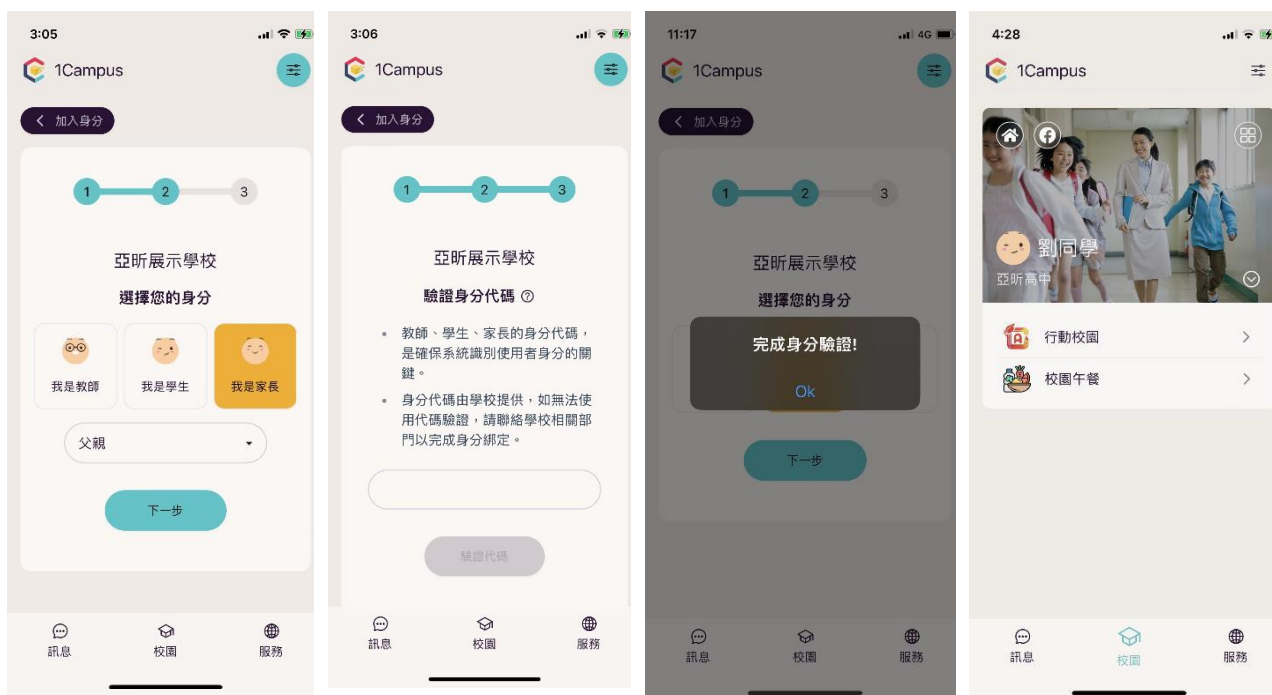 3:05
1Campus
加入身分
1
2
3
亞昕展示學校
選擇您的身分
我是教師
我是學生
我是家長
父親
下一步
訊息
校園
服務
3:06
1Campus
加入身分
1
2
3
亞昕展示學校
驗證身分代碼 ?
• 教師、學生、家長的身分代碼，
是確保系統識別使用者身分的關
鍵。
• 身分代碼由學校提供，如無法使
用代碼驗證，請聯絡學校相關部
門以完成身分綁定。
驗證代碼
訊息
校園
服務
11:17
4G
1Campus
加入身分
1
2
3
亞昕展示學校
選擇您的身分
完成身分驗證!
Ok
下一步
訊息
校園
服務
4:28
1Campus
劉同學
亞昕高中
行動校園
校園午餐
訊息
校園
服務